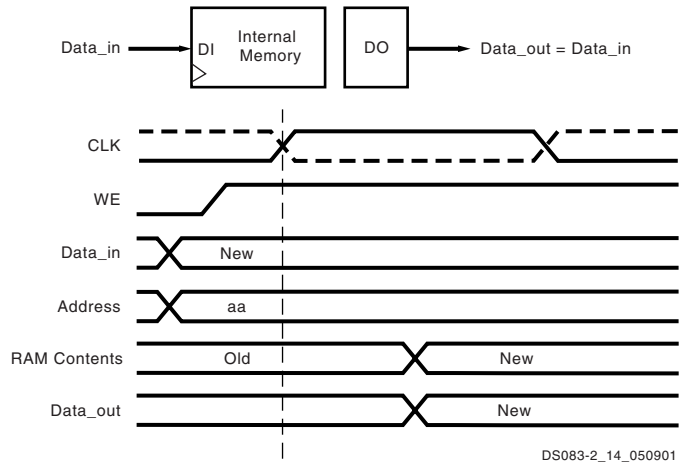 Data_in
DI
Internal
Memory
DO
Data_out = Data_in
CLK
WE
Data_in
New
Address
aa
RAM Contents
Old
New
Data_out
New
DS083-2_14_050901